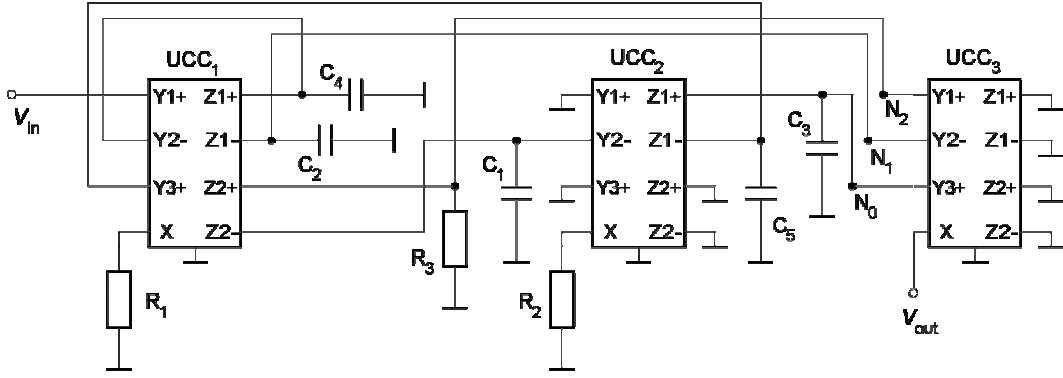 UCC1
UCC2
UCC3
C4
Vin
Y1+ Z1+
Y2- Z1-
Y3+ Z2+
X Z2-
C2
R1
R3
C1
Y1+ Z1+
Y2- Z1-
Y3+ Z2+
X Z2-
R2
C5
C3
N2
N1
N0
Y1+ Z1+
Y2- Z1-
Y3+ Z2+
X Z2-
Vout